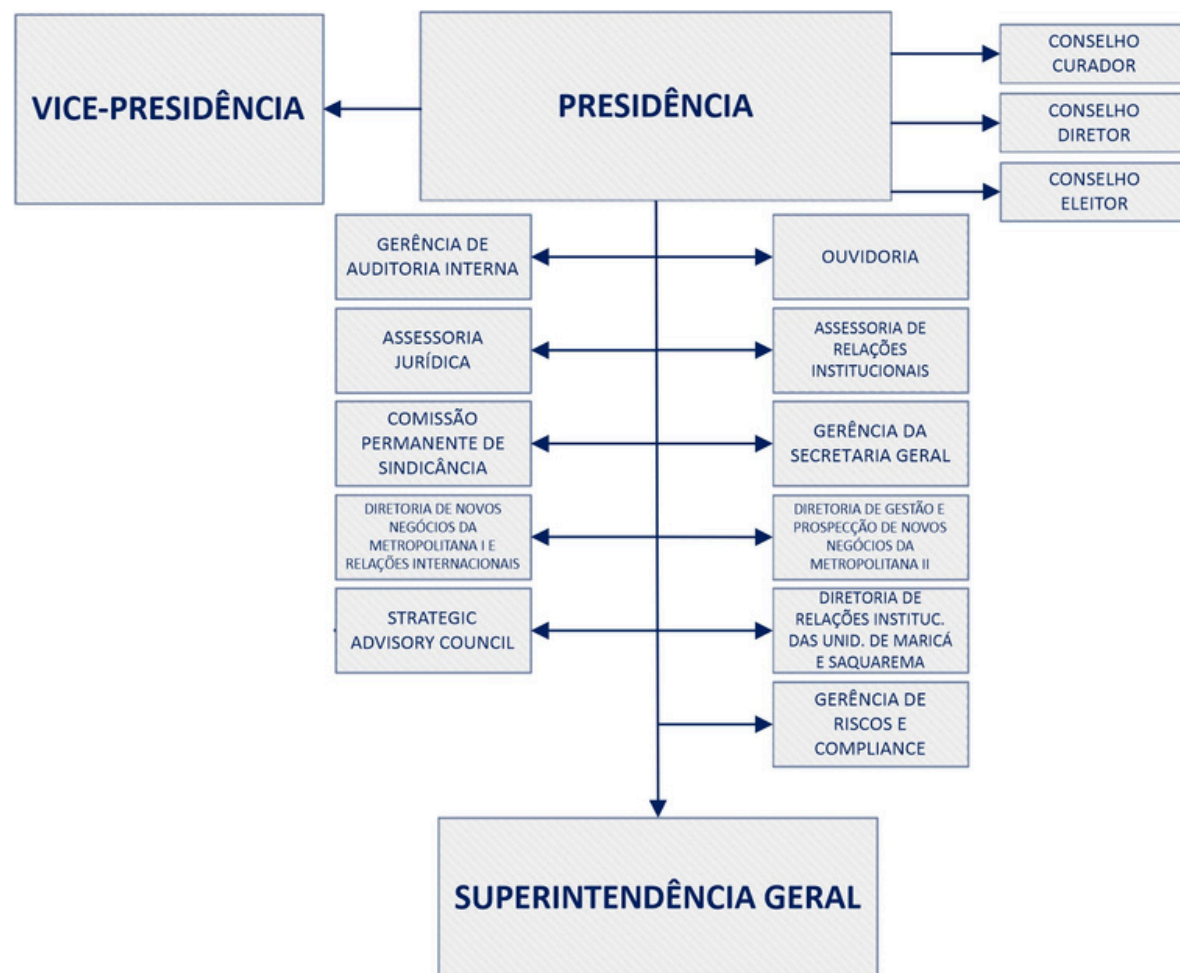 VICE-PRESIDÊNCIA
PRESIDÊNCIA
CONSELHO
CURADOR
CONSELHO
DIRETOR
CONSELHO
ELEITOR
GERÊNCIA DE
AUDITORIA INTERNA
OUVIDORIA
ASSESSORIA
JURÍDICA
ASSESSORIA DE
RELAÇÕES
INSTITUCIONAIS
COMISSÃO
PERMANENTE DE
SINDICÂNCIA
GERÊNCIA DA
SECRETARIA GERAL
DIRETORIA DE NOVOS
NEGÓCIOS DA
METROPOLITANA I E
RELAÇÕES INTERNACIONAIS
DIRETORIA DE GESTÃO E
PROSPECÇÃO DE NOVOS
NEGÓCIOS DA
METROPOLITANA II
STRATEGIC
ADVISORY COUNCIL
DIRETORIA DE
RELAÇÕES INSTITUC.
DAS UNID. DE MARICÁ
E SAQUAREMA
GERÊNCIA DE
RISCOS E
COMPLIANCE
SUPERINTENDÊNCIA GERAL